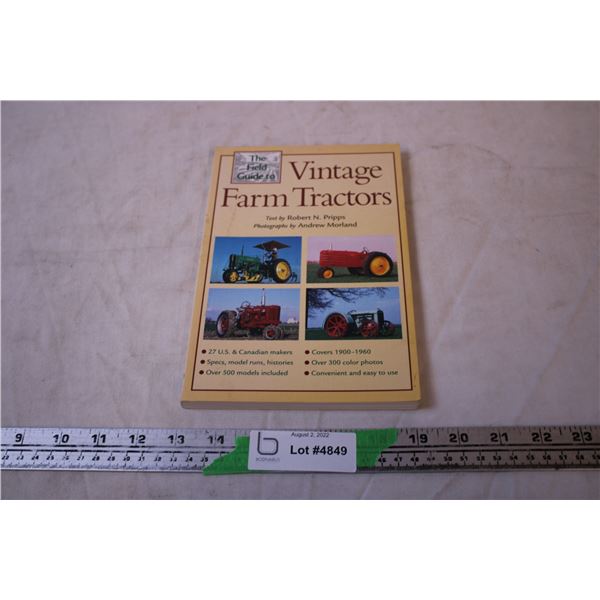 The
Field
Guide to
Vintage
Farm Tractors
Text by Robert N. Pripps
Photographs by Andrew Morland
• 27 U.S. & Canadian makers
• Specs, model runs, histories
• Over 500 models included
• Covers 1900–1960
• Over 300 color photos
• Convenient and easy to use
9 10 11 12 13 14 18 19 20 21 22 23
August 2, 2022
Lot #4849